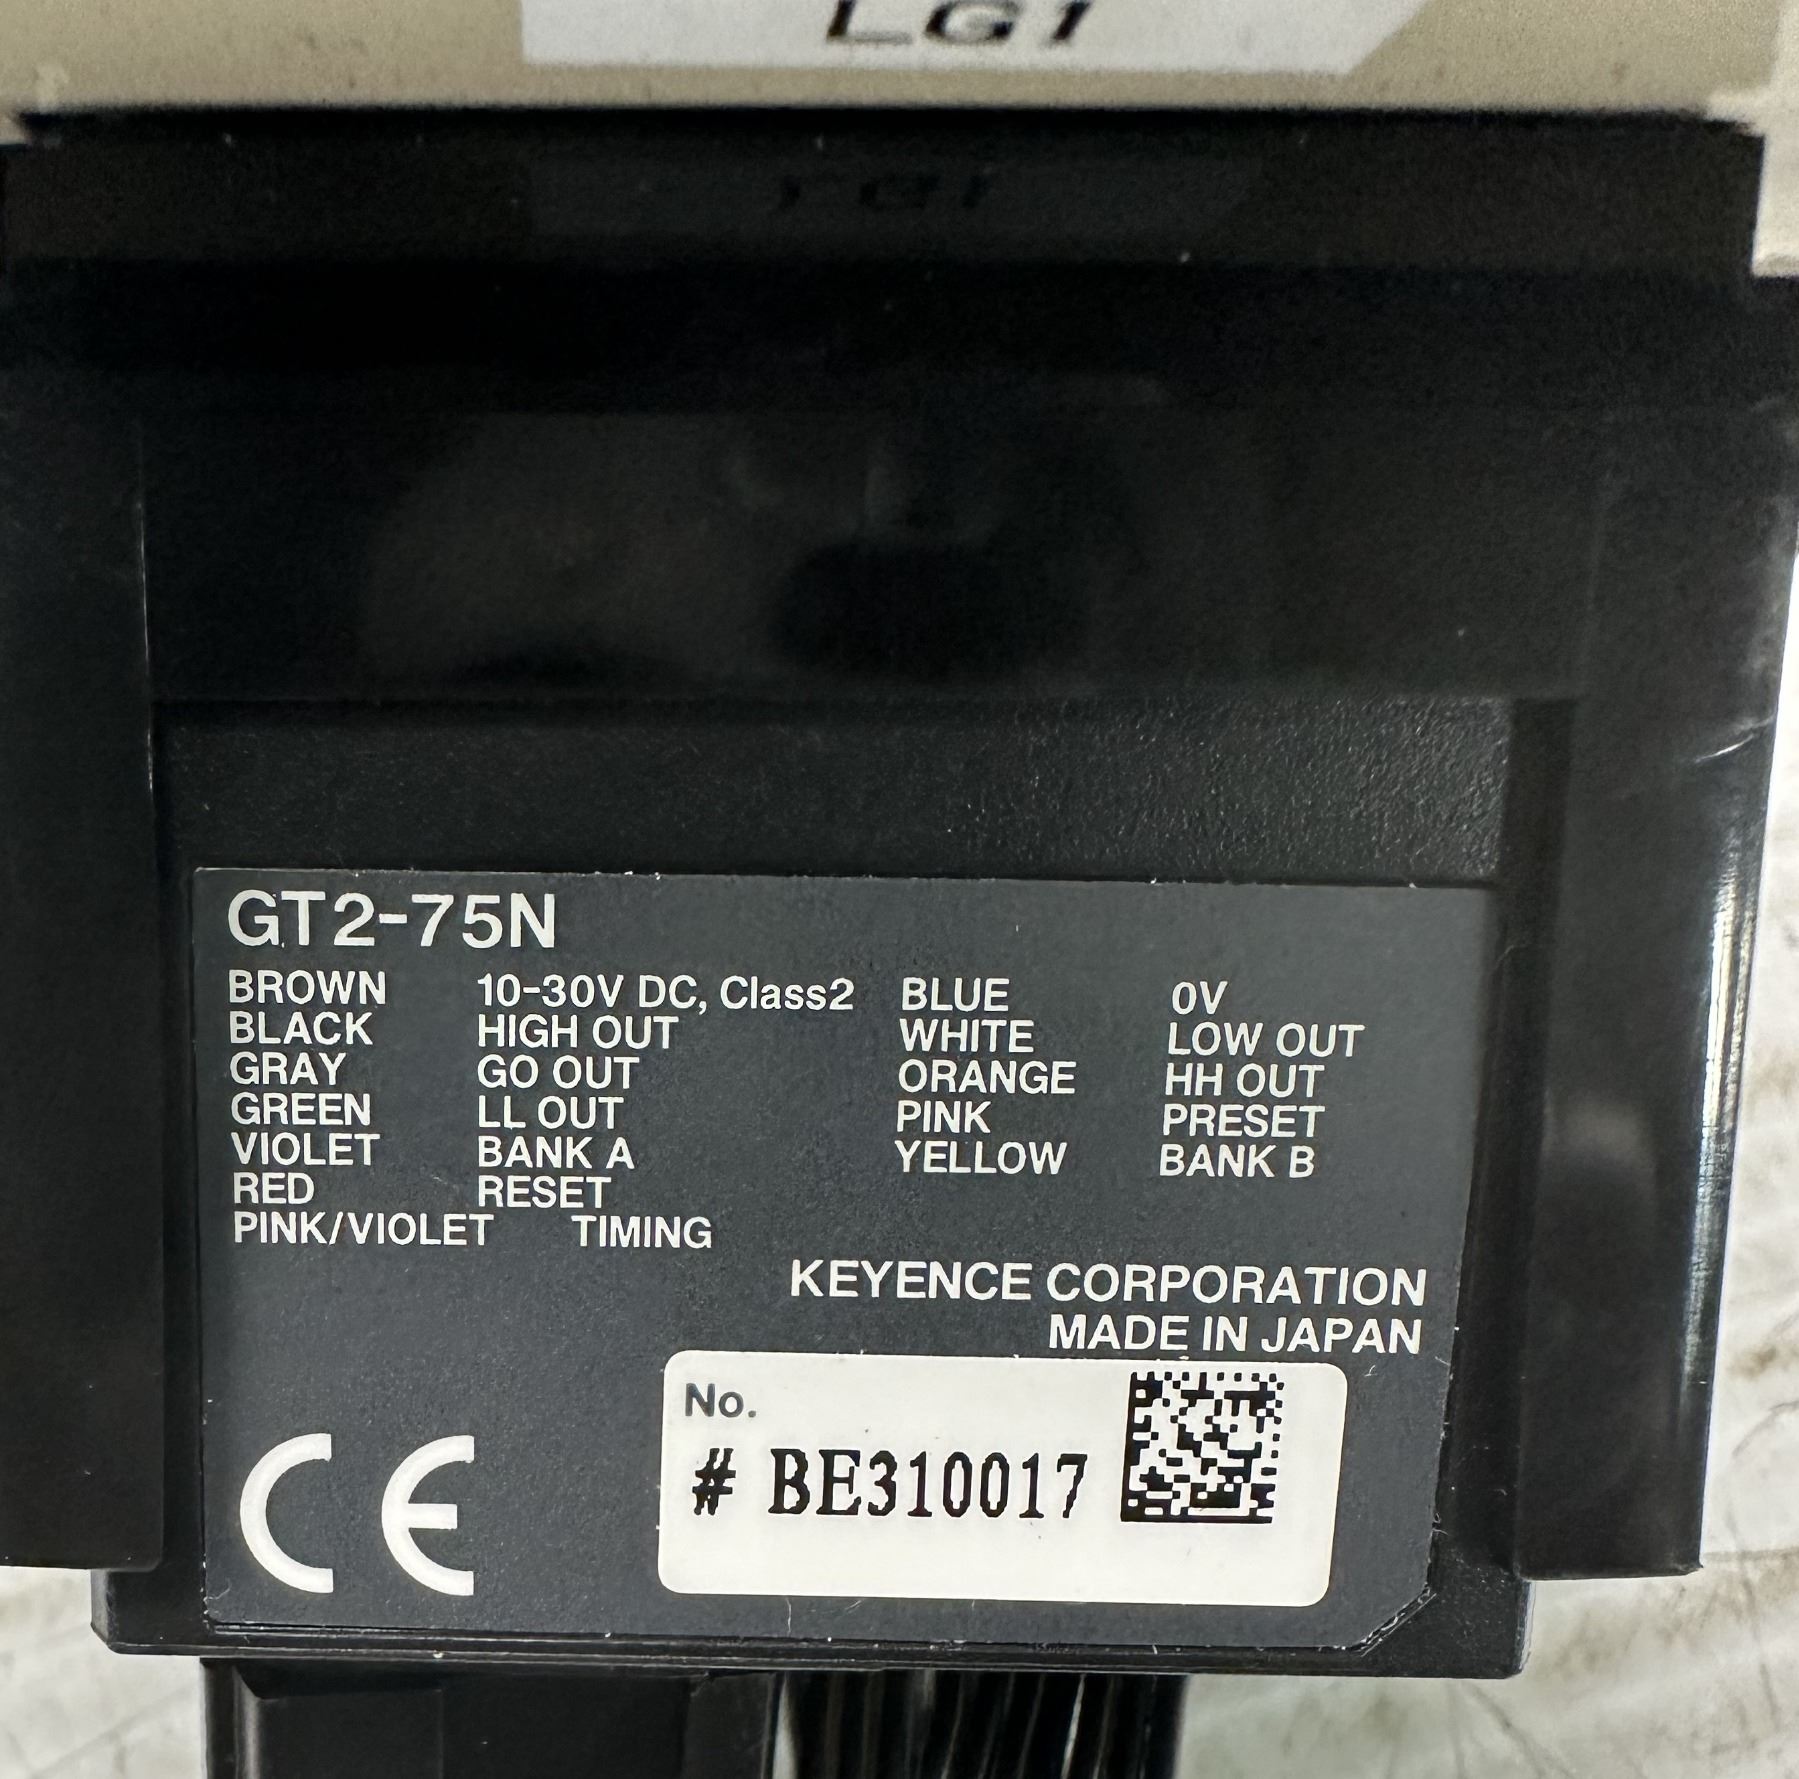 LG1
GT2-75N
BROWN 10-30V DC, Class2 BLUE 0V
BLACK HIGH OUT WHITE LOW OUT
GRAY GO OUT ORANGE HH OUT
GREEN LL OUT PINK PRESET
VIOLET BANK A YELLOW BANK B
RED RESET
PINK/VIOLET TIMING
KEYENCE CORPORATION
MADE IN JAPAN
No.
# BE310017
CE